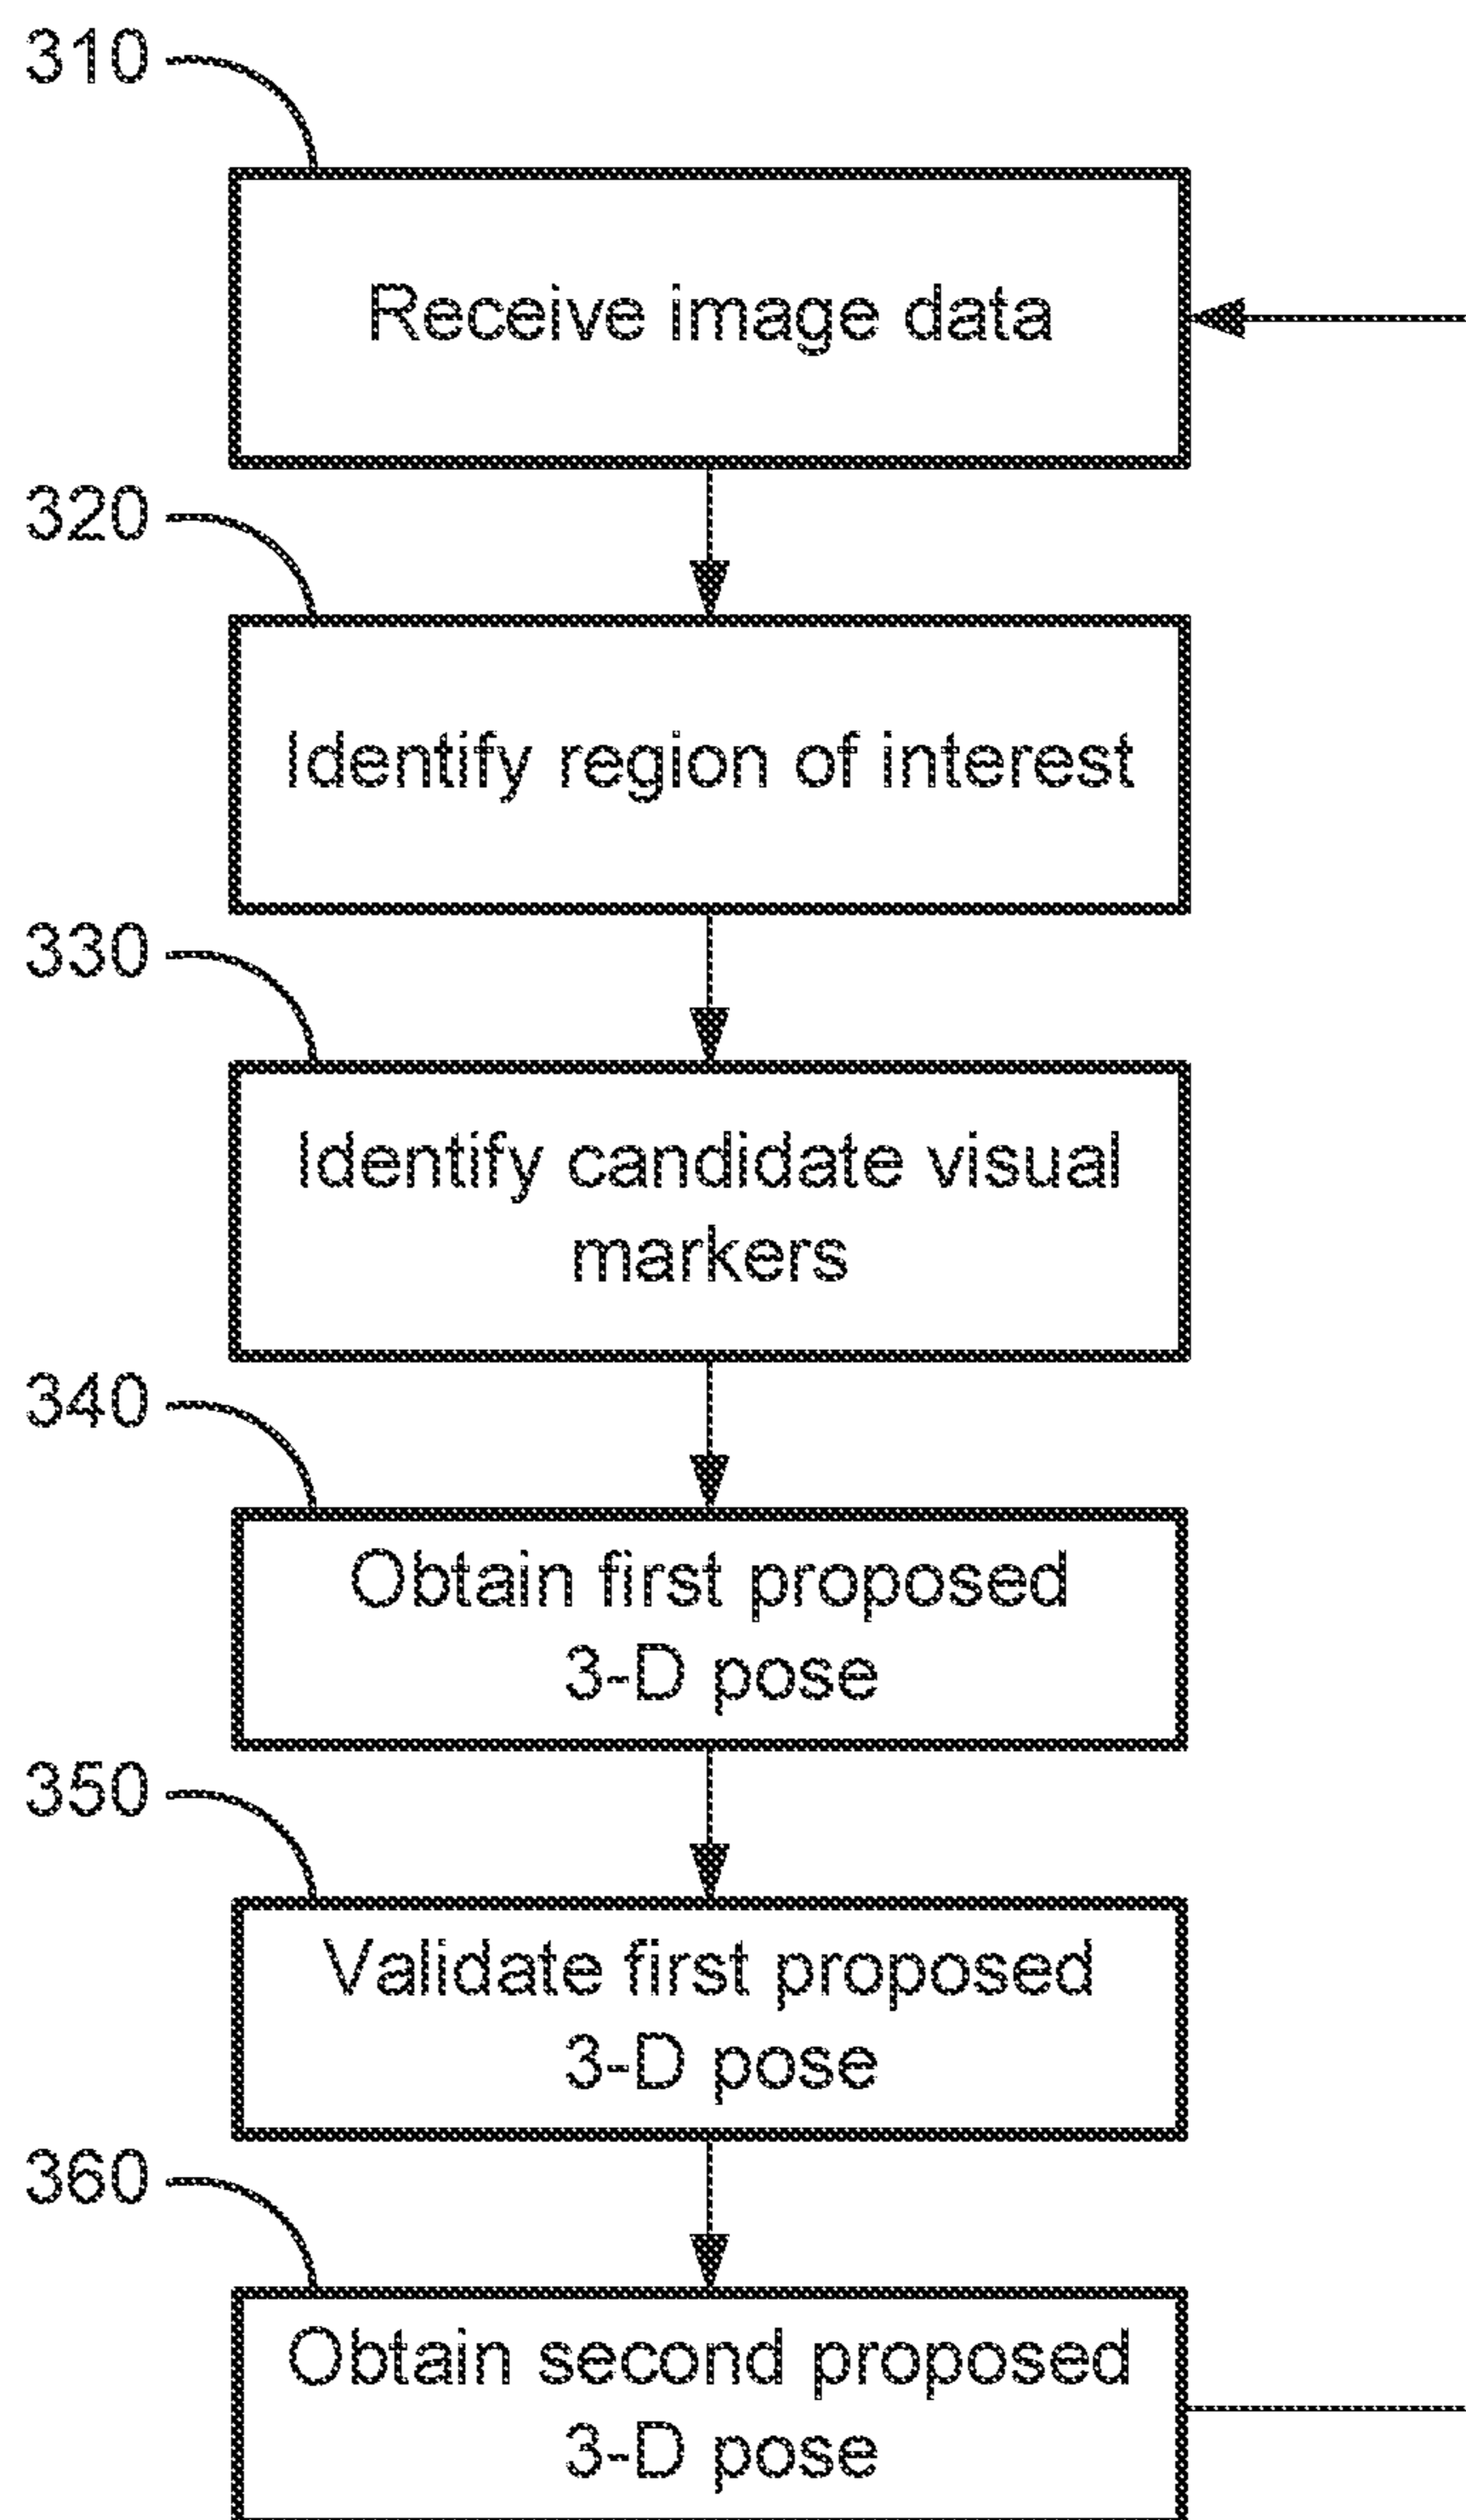 310
Receive image data
320
Identify region of interest
330
Identify candidate visual
markers
340
Obtain first proposed
3-D pose
350
Validate first proposed
3-D pose
360
Obtain second proposed
3-D pose